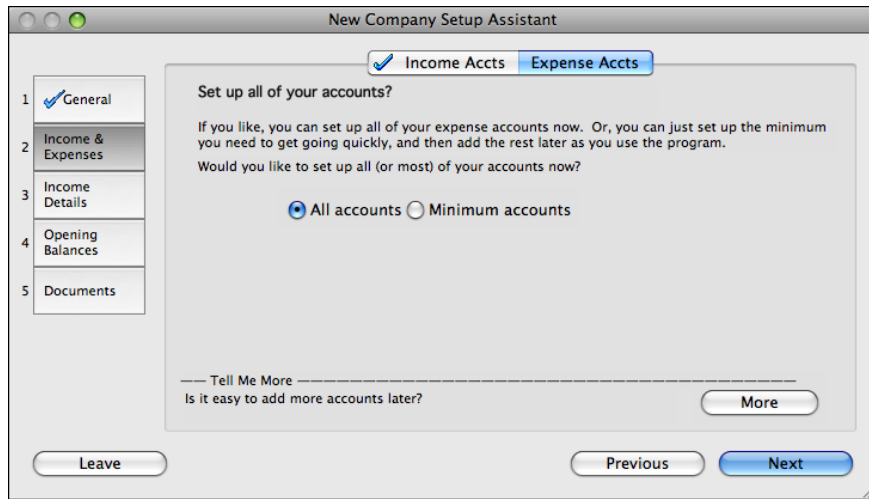 New Company Setup Assistant
Income Accts Expense Accts
1 General
2 Income &
Expenses
3 Income
Details
4 Opening
Balances
5 Documents
Set up all of your accounts?
If you like, you can set up all of your expense accounts now. Or, you can just set up the minimum
you need to get going quickly, and then add the rest later as you use the program.
Would you like to set up all (or most) of your accounts now?
All accounts Minimum accounts
Tell Me More
Is it easy to add more accounts later?
More
Leave Previous Next